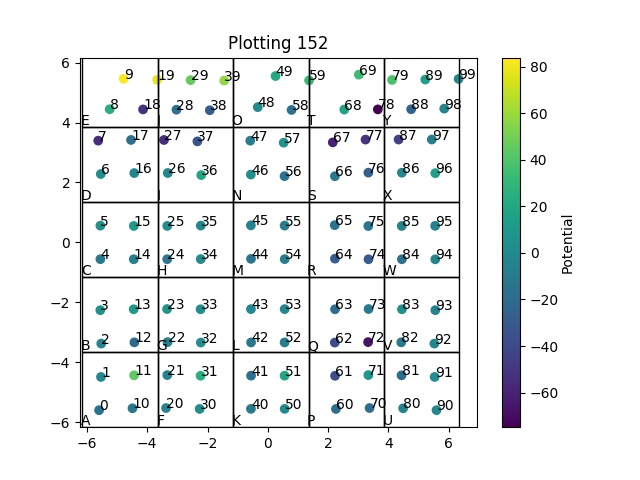 Plotting 152
6
4
2
0
−2
−4
−6
−6
−4
−2
0
2
4
6
9 19 29 39 49 59 69 79 89 99
8 18 28 38 48 58 68 78 88 98
E J O T Y
7 17 27 37 47 57 67 77 87 97
6 16 26 36 46 56 66 76 86 96
D I N S X
5 15 25 35 45 55 65 75 85 95
4 14 24 34 44 54 64 74 84 94
C H M R W
3 13 23 33 43 53 63 73 83 93
2 12 22 32 42 52 62 72 82 92
B G L Q V
1 11 21 31 41 51 61 71 81 91
0 10 20 30 40 50 60 70 80 90
A F K P U
80
60
40
20
0
−20
−40
−60
Potential